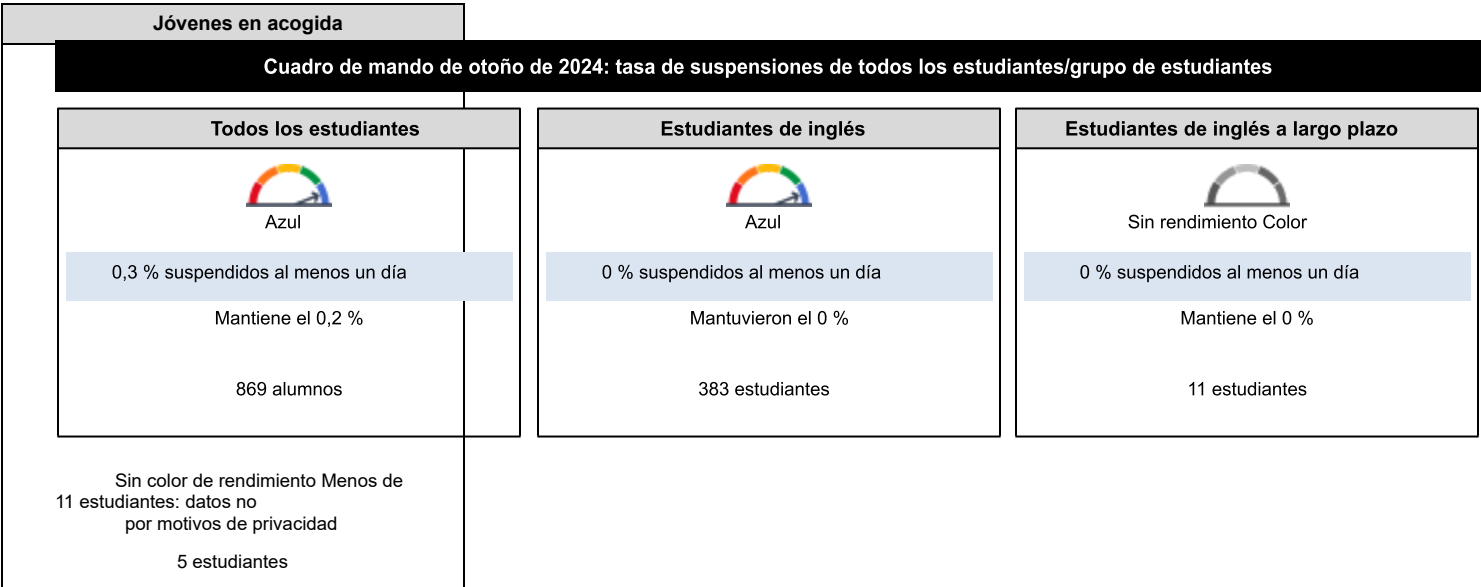 Jóvenes en acogida
Cuadro de mando de otoño de 2024: tasa de suspensiones de todos los estudiantes/grupo de estudiantes
Todos los estudiantes
Azul
0,3 % suspendidos al menos un día
Mantiene el 0,2 %
869 alumnos
Estudiantes de inglés
Azul
0 % suspendidos al menos un día
Mantuvieron el 0 %
383 estudiantes
Estudiantes de inglés a largo plazo
Sin rendimiento Color
0 % suspendidos al menos un día
Mantiene el 0 %
11 estudiantes
Sin color de rendimiento Menos de
11 estudiantes: datos no
por motivos de privacidad
5 estudiantes